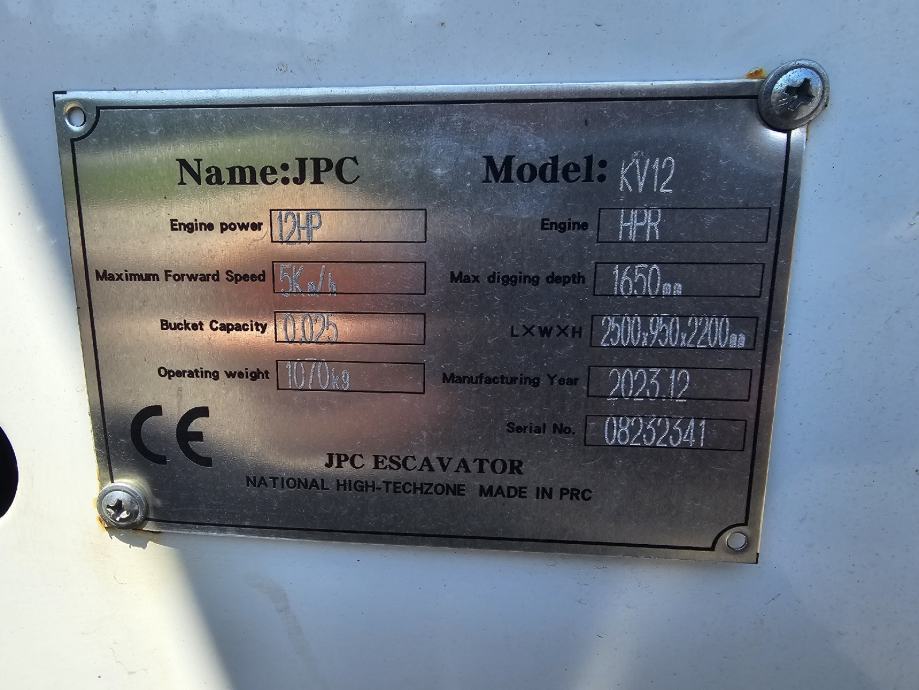 Name:JPC Model: KV12
Engine power 12HP Engine HPR
Maximum Forward Speed 5Km/h Max digging depth 1650mm
Bucket Capacity 0.025 L×W×H 2500x950x2200mm
Operating weight 1070kg Manufacturing Year 2023.12
CE Serial No. 08232341
JPC ESCAVATOR
NATIONAL HIGH-TECHZONE MADE IN PRC